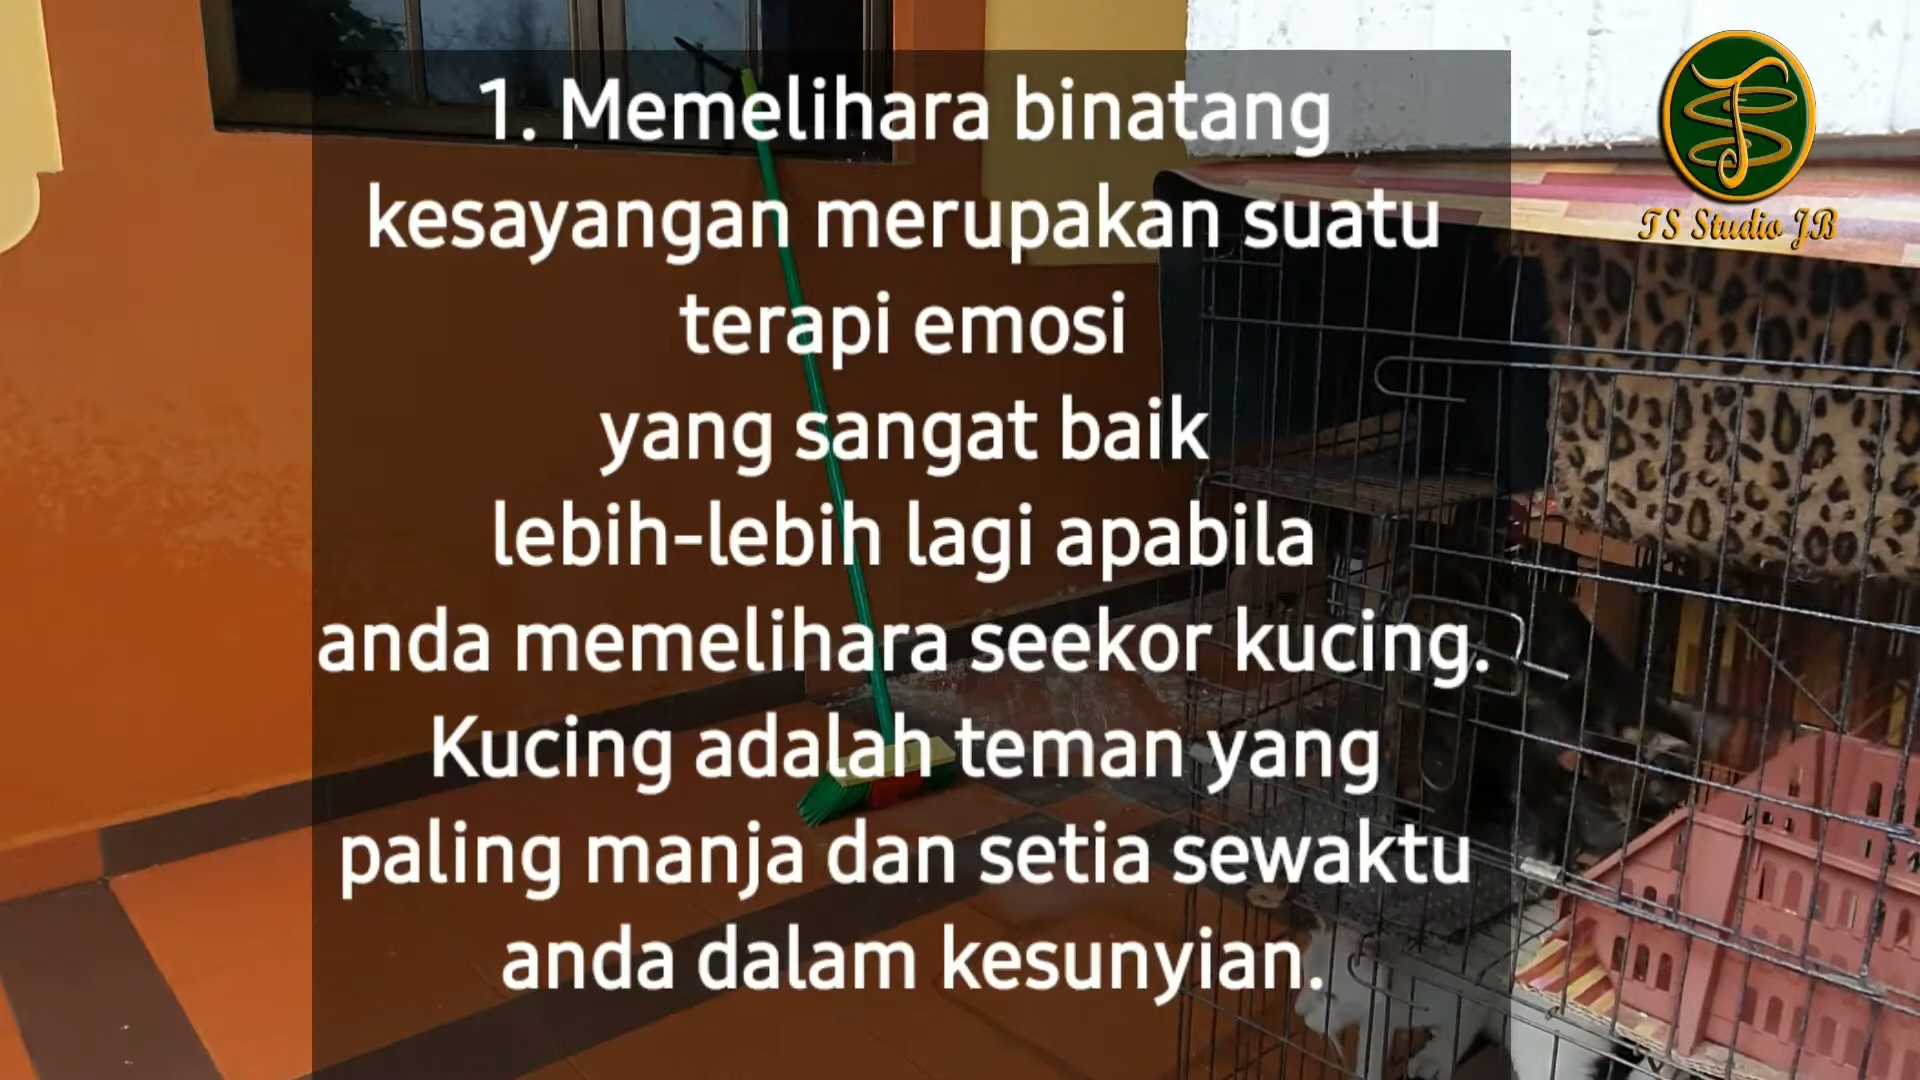 1. Memelihara binatang
kesayangan merupakan suatu
terapi emosi
yang sangat baik
lebih-lebih lagi apabila
anda memelihara seekor kucing.
Kucing adalah teman yang
paling manja dan setia sewaktu
anda dalam kesunyian.
TS Studio JB